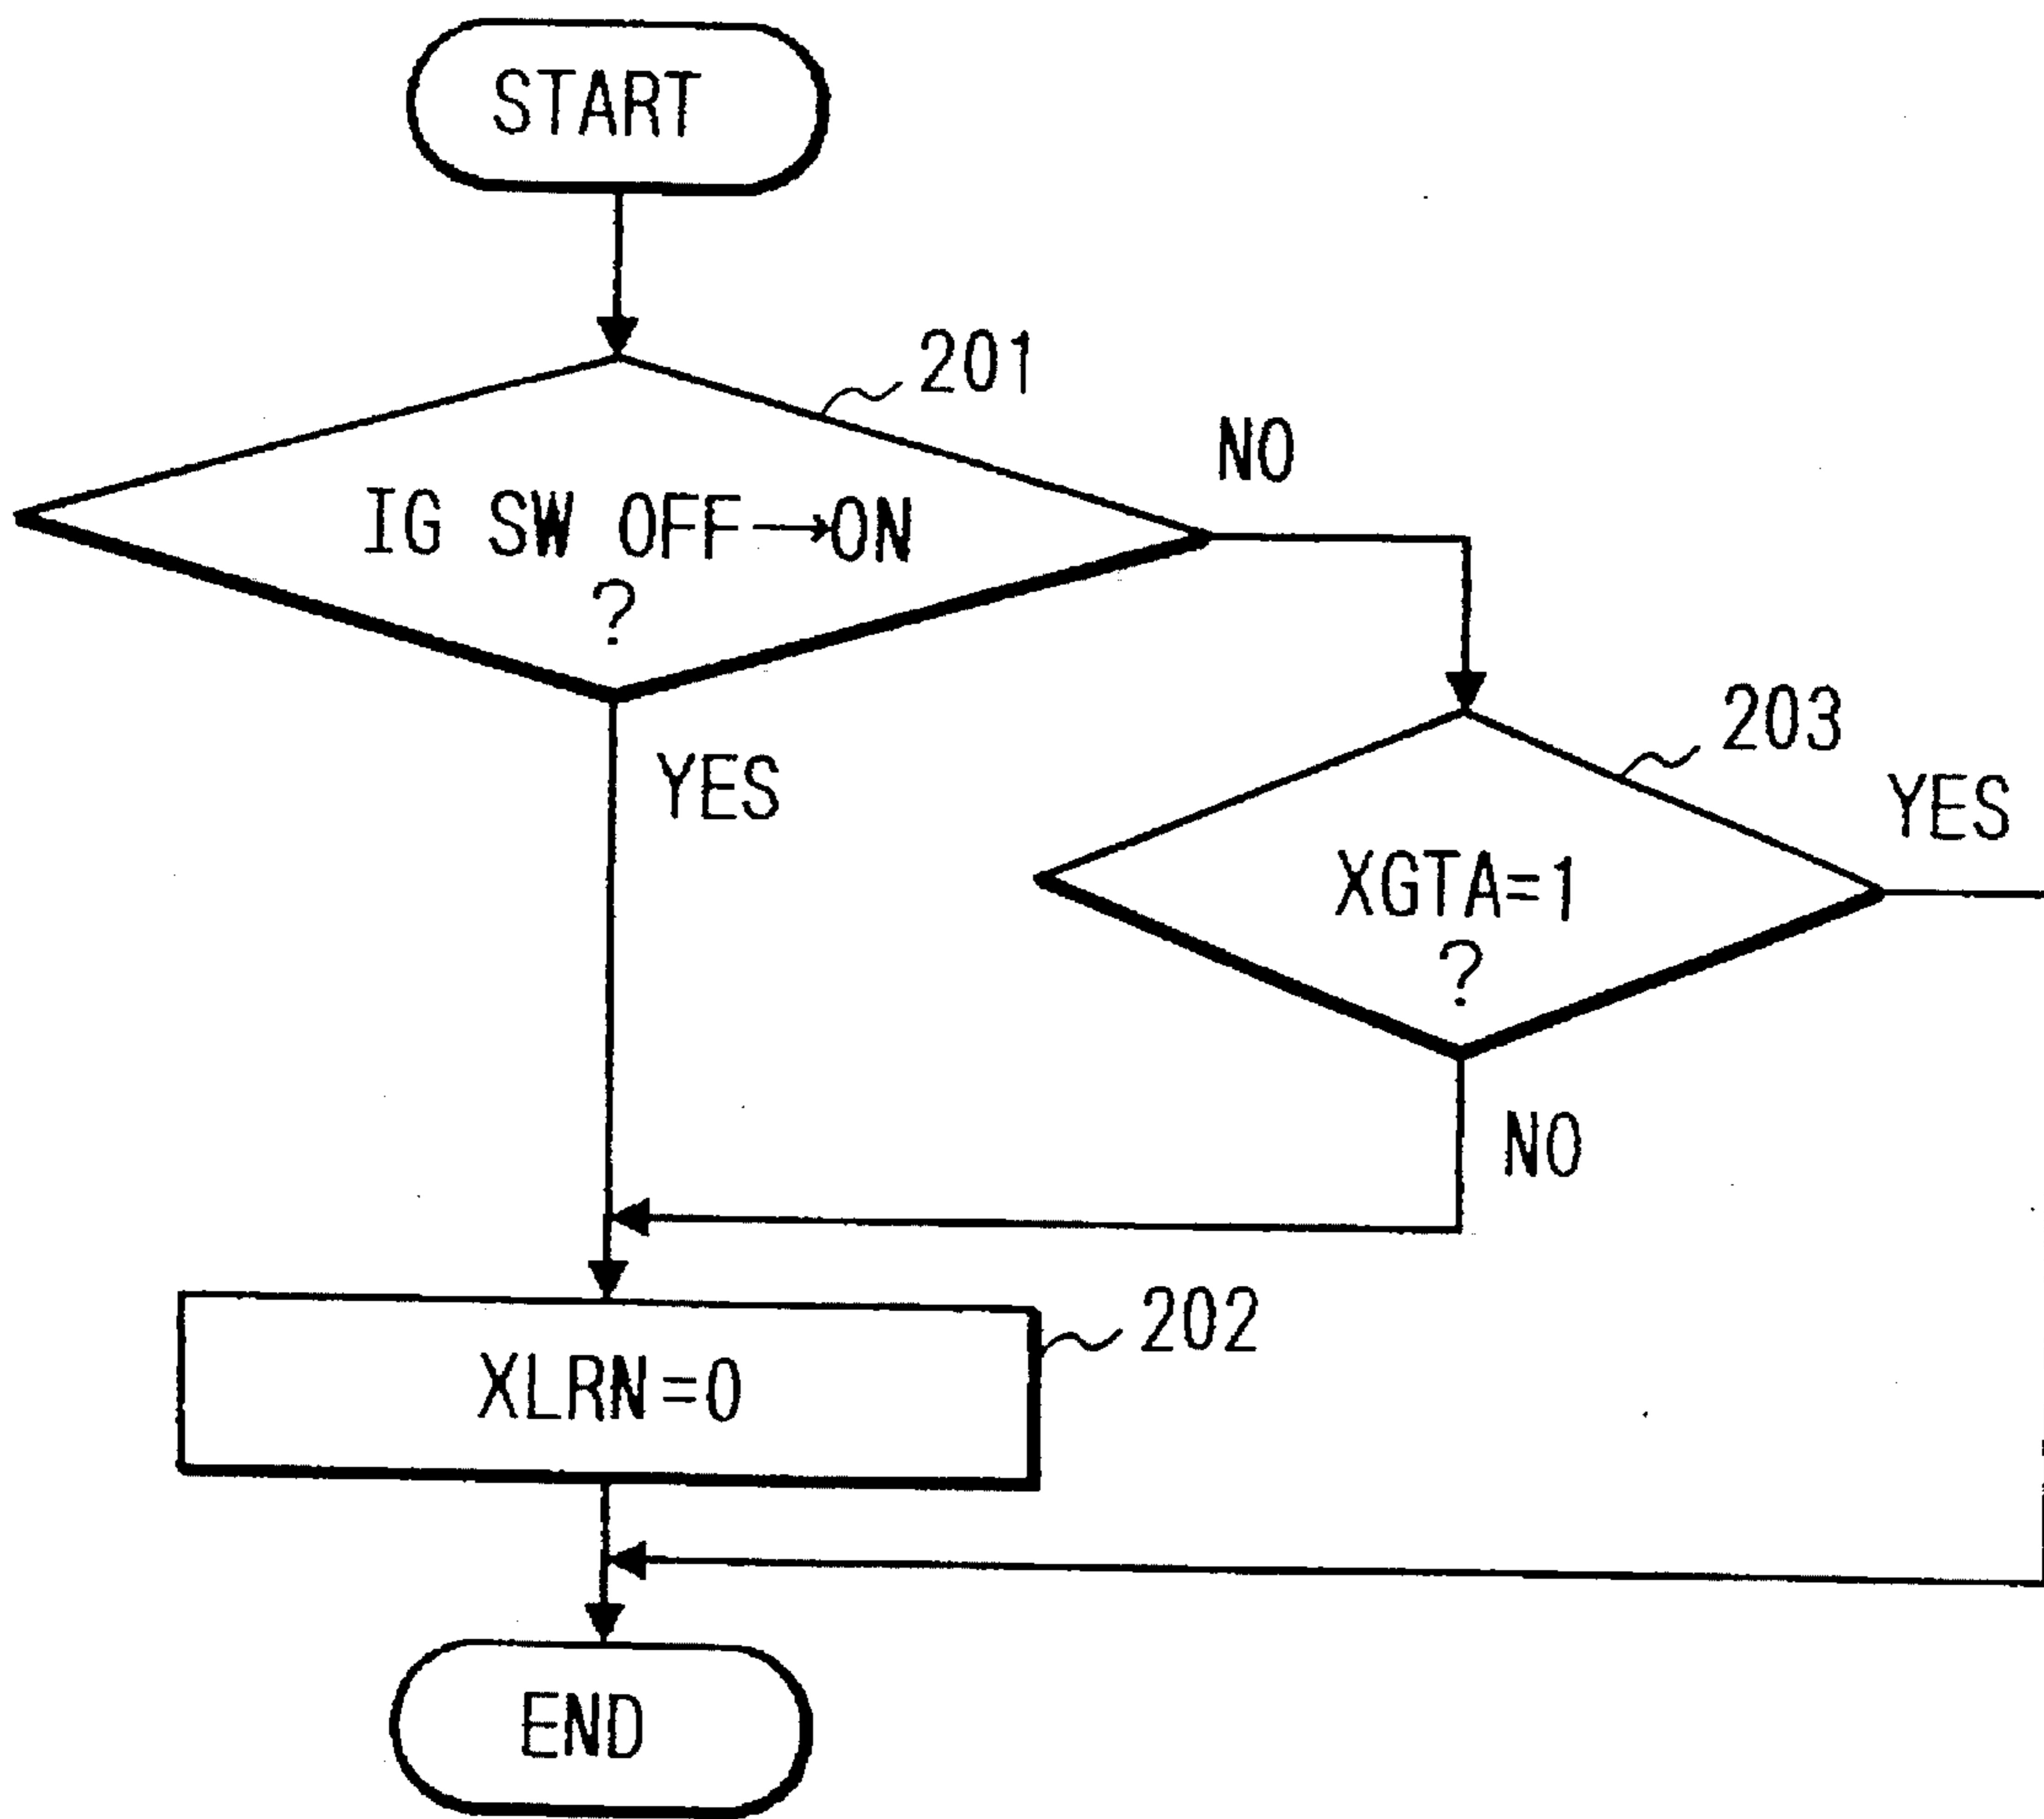 START
201
NO
IG SW OFF→ON
?
YES
203
YES
XGTA=1
?
NO
202
XLRN=0
END